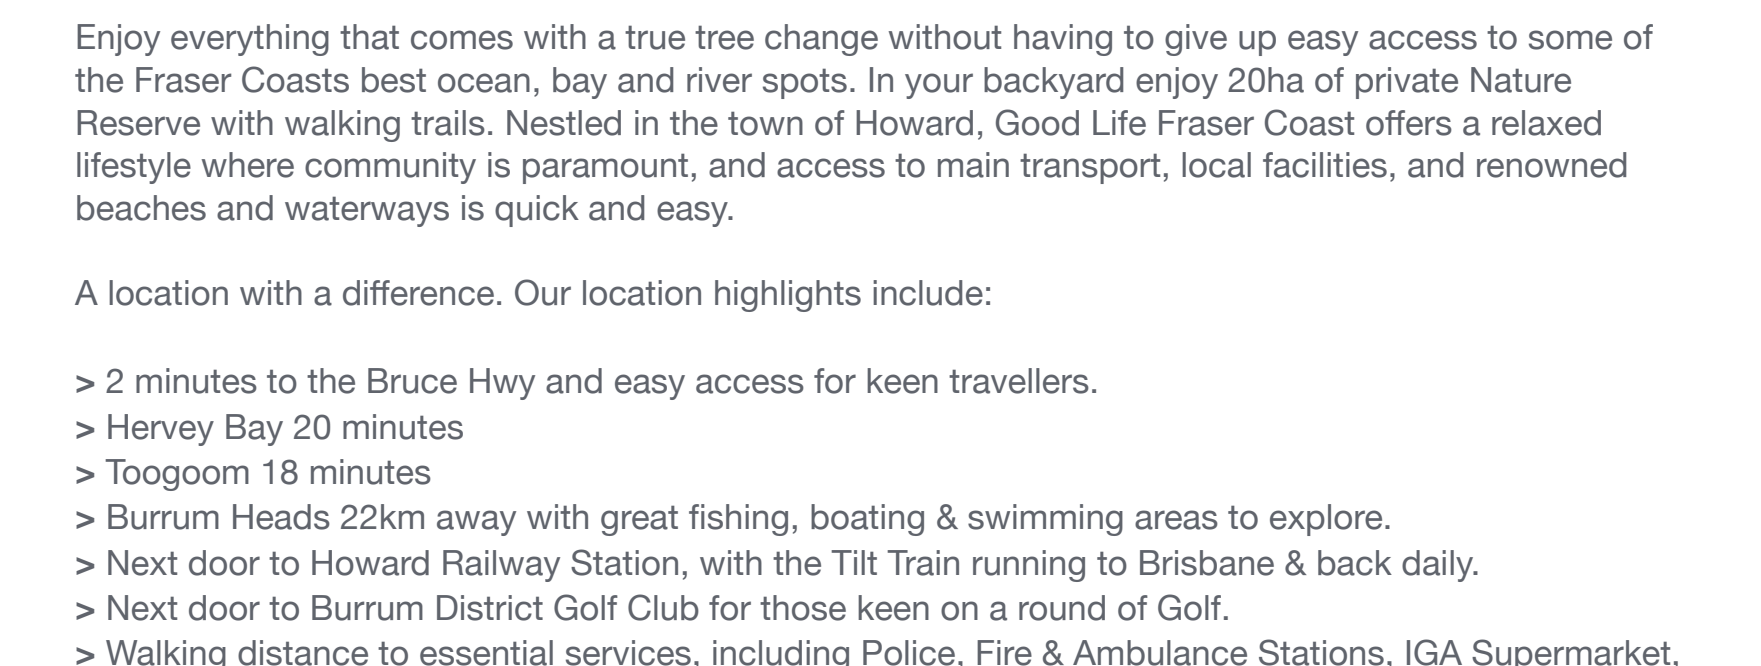 Enjoy everything that comes with a true tree change without having to give up easy access to some of
the Fraser Coasts best ocean, bay and river spots. In your backyard enjoy 20ha of private Nature
Reserve with walking trails. Nestled in the town of Howard, Good Life Fraser Coast offers a relaxed
lifestyle where community is paramount, and access to main transport, local facilities, and renowned
beaches and waterways is quick and easy.
A location with a difference. Our location highlights include:
> 2 minutes to the Bruce Hwy and easy access for keen travellers.
> Hervey Bay 20 minutes
> Toogoom 18 minutes
> Burrum Heads 22km away with great fishing, boating & swimming areas to explore.
> Next door to Howard Railway Station, with the Tilt Train running to Brisbane & back daily.
> Next door to Burrum District Golf Club for those keen on a round of Golf.
> Walking distance to essential services, including Police, Fire & Ambulance Stations, IGA Supermarket,